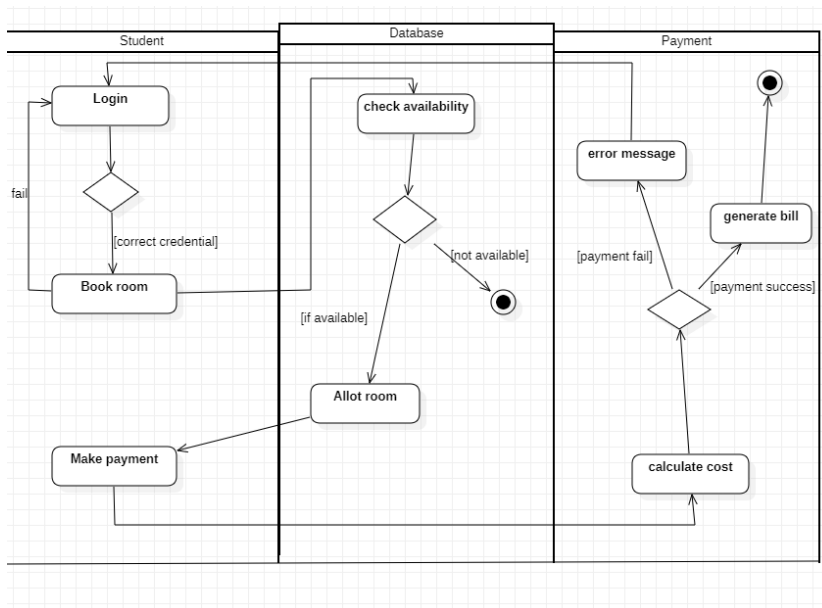 Student
Database
Payment
Login
fail
[correct credential]
Book room
check availability
[not available]
[if available]
Allot room
Make payment
error message
generate bill
[payment fail]
[payment success]
calculate cost